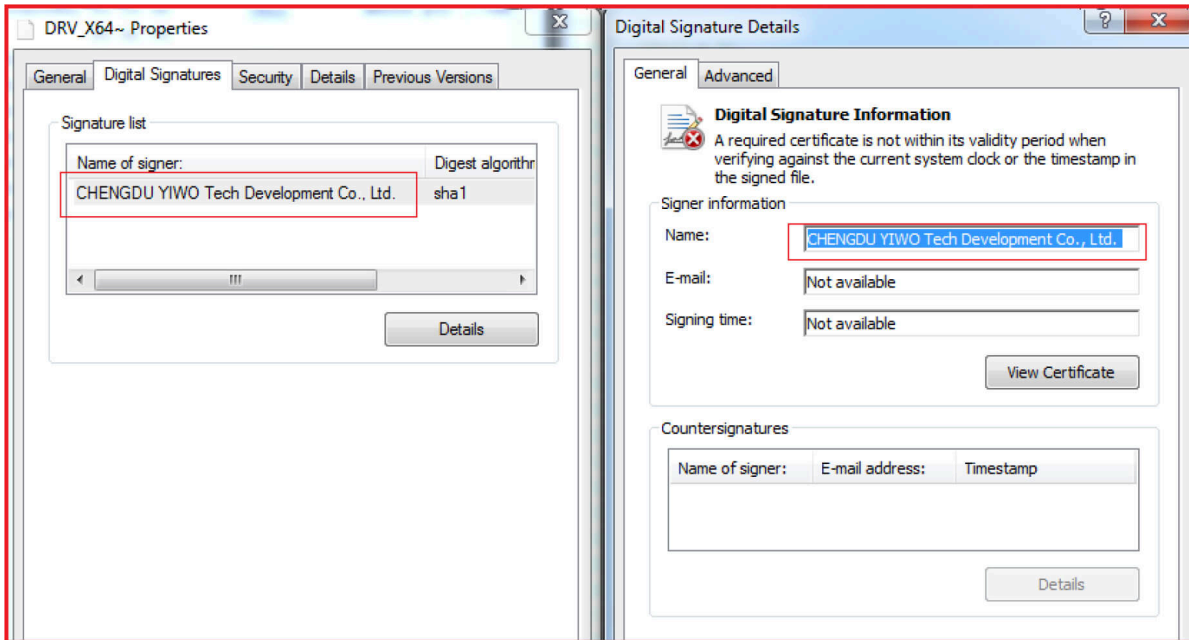 DRV_X64~ Properties
General
Digital Signatures
Security
Details
Previous Versions
Signature list
Name of signer:
Digest algorithm
CHENGDU YIWO Tech Development Co., Ltd.
sha1
Details
Digital Signature Details
General
Advanced
Digital Signature Information
A required certificate is not within its validity period when
verifying against the current system clock or the timestamp in
the signed file.
Signer information
Name:
CHENGDU YIWO Tech Development Co., Ltd.
E-mail:
Not available
Signing time:
Not available
View Certificate
Countersignatures
Name of signer:
E-mail address:
Timestamp
Details